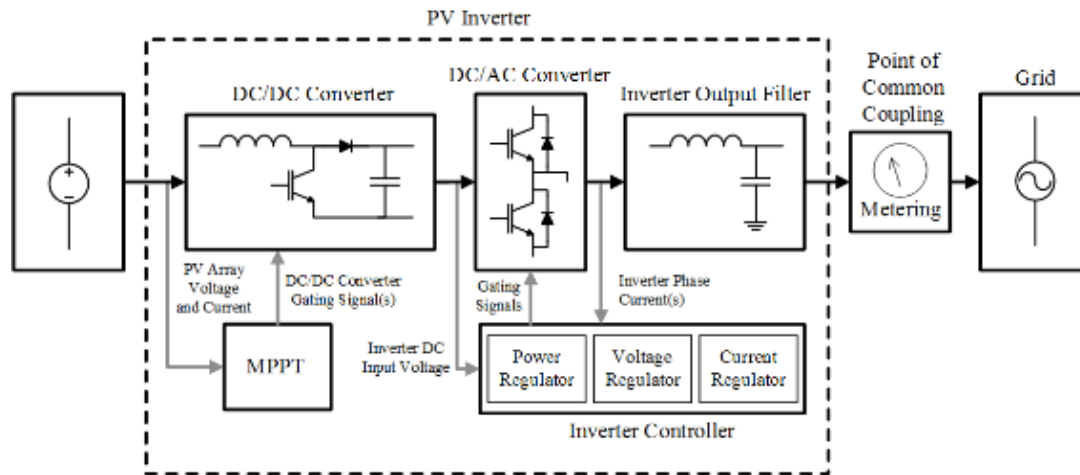 PV Inverter
DC/DC Converter
DC/AC Converter
Inverter Output Filter
Point of
Common
Coupling
Grid
+
−
Metering
PV Array
Voltage
and Current
DC/DC Converter
Gating Signal(s)
Gating
Signals
Inverter Phase
Current(s)
MPPT
Inverter DC
Input Voltage
Power
Regulator
Voltage
Regulator
Current
Regulator
Inverter Controller